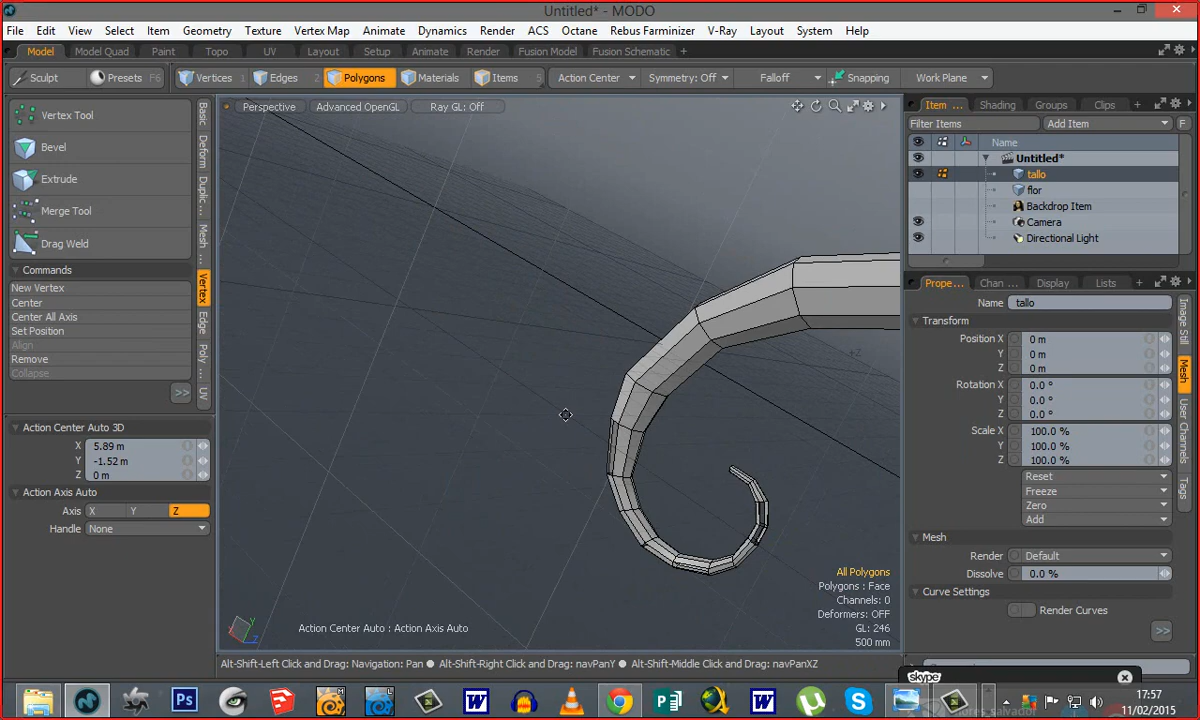 Untitled* - MODO
File Edit View Select Item Geometry Texture Vertex Map Animate Dynamics Render ACS Octane Rebus Farminizer V-Ray Layout System Help
Model Model Quad Paint Topo UV Layout Setup Animate Render Fusion Model Fusion Schematic +
Sculpt Presets F6 Vertices 1 Edges 2 Polygons Materials Items 5 Action Center Symmetry: Off Falloff Snapping Work Plane
Vertex Tool
Bevel
Extrude
Merge Tool
Drag Weld
Commands
New Vertex
Center
Center All Axis
Set Position
Align
Remove
Collapse
>>
Basic
Deform
Duplic...
Mesh ...
Vertex
Edge
Poly ...
UV
Action Center Auto 3D
X 5.89 m
Y -1.52 m
Z 0 m
Action Axis Auto
Axis X Y Z
Handle None
Perspective Advanced OpenGL Ray GL: Off
+Z
All Polygons
Polygons : Face
Channels: 0
Deformers: OFF
GL: 246
500 mm
Action Center Auto : Action Axis Auto
Y
X Z
Alt-Shift-Left Click and Drag: Navigation: Pan ● Alt-Shift-Right Click and Drag: navPanY ● Alt-Shift-Middle Click and Drag: navPanXZ
Item ... Shading Groups Clips +
Filter Items Add Item F
Name
Untitled*
tallo
flor
Backdrop Item
Camera
Directional Light
Prope... Chan ... Display Lists +
Name tallo
Transform
Position X 0 m
Y 0 m
Z 0 m
Rotation X 0.0 °
Y 0.0 °
Z 0.0 °
Scale X 100.0 %
Y 100.0 %
Z 100.0 %
Reset
Freeze
Zero
Add
Mesh
Render Default
Dissolve 0.0 %
Curve Settings
Render Curves
>>
Image Still
Mesh
User Channels
Tags
skype
17:57
11/02/2015